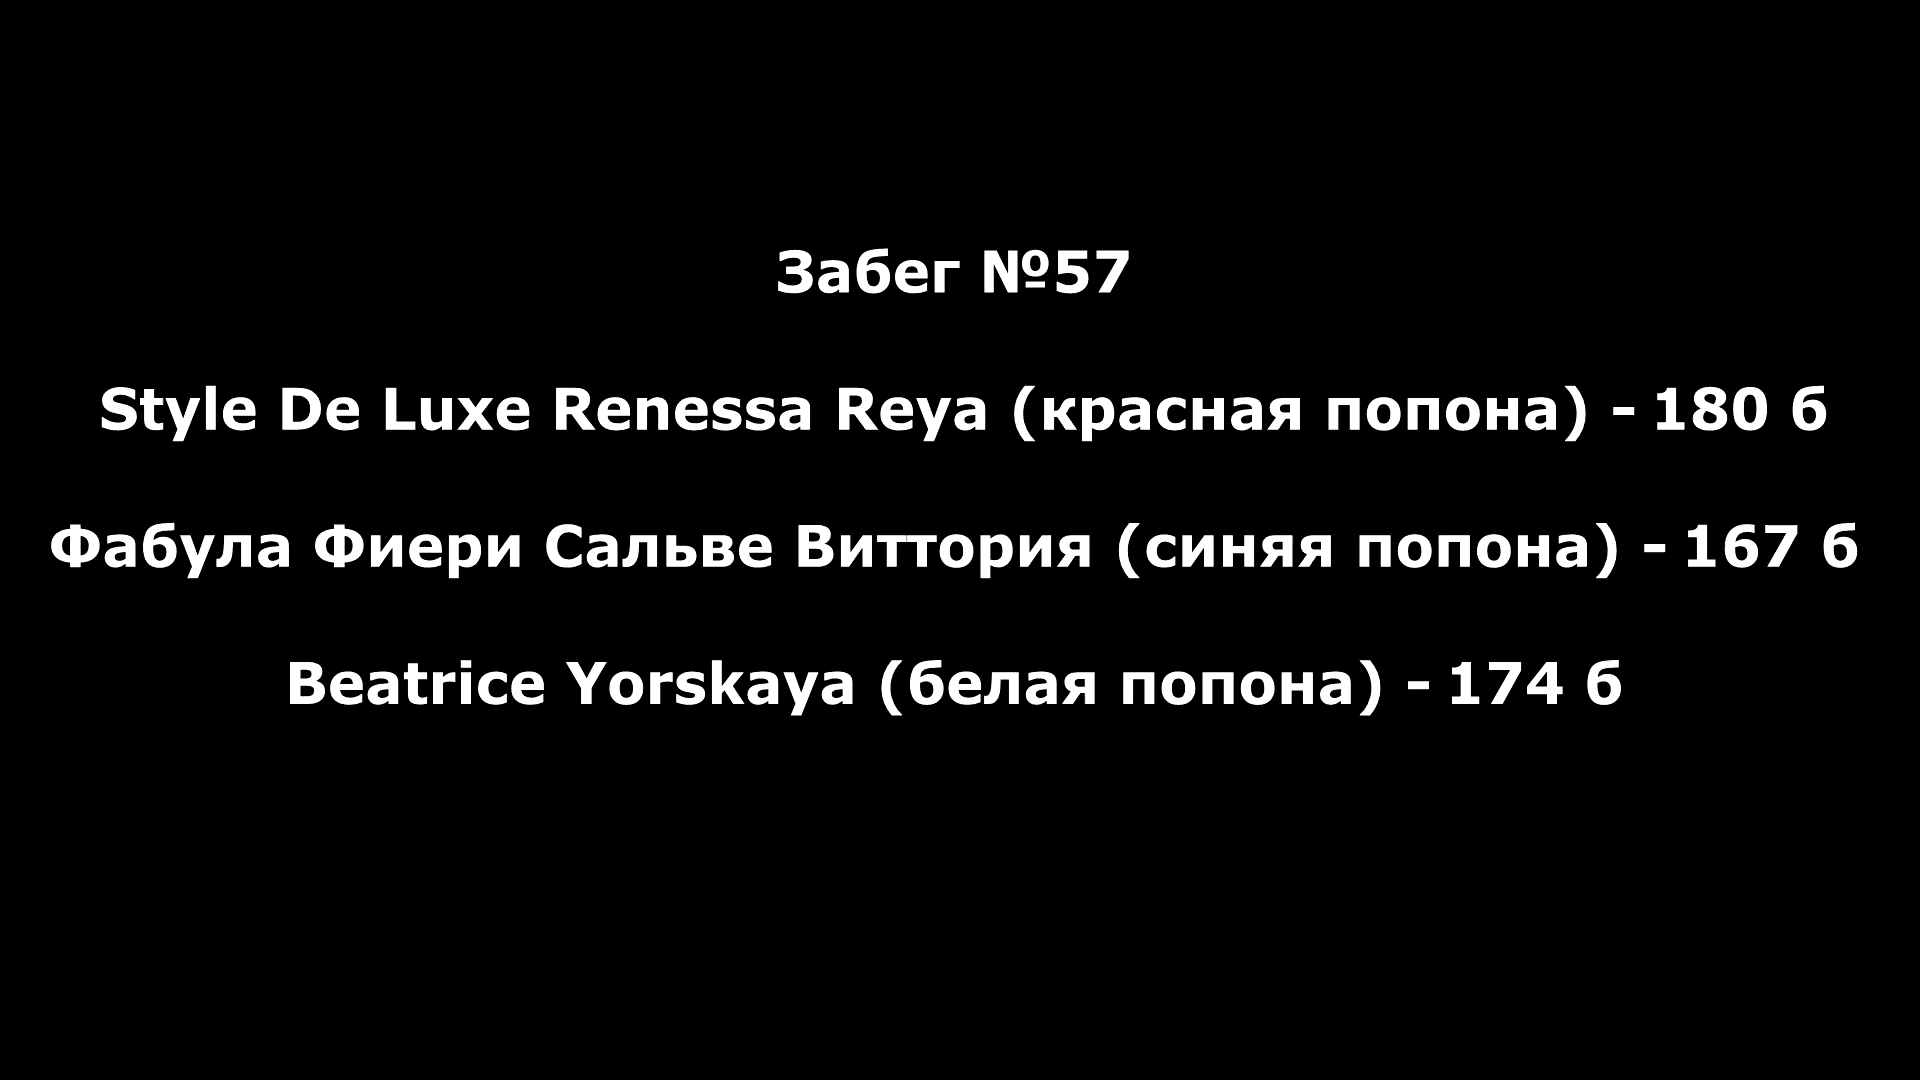 Забег №57
Style De Luxe Renessa Reya (красная попона) - 180 б
Фабула Фиери Сальве Виттория (синяя попона) - 167 б
Beatrice Yorskaya (белая попона) - 174 б